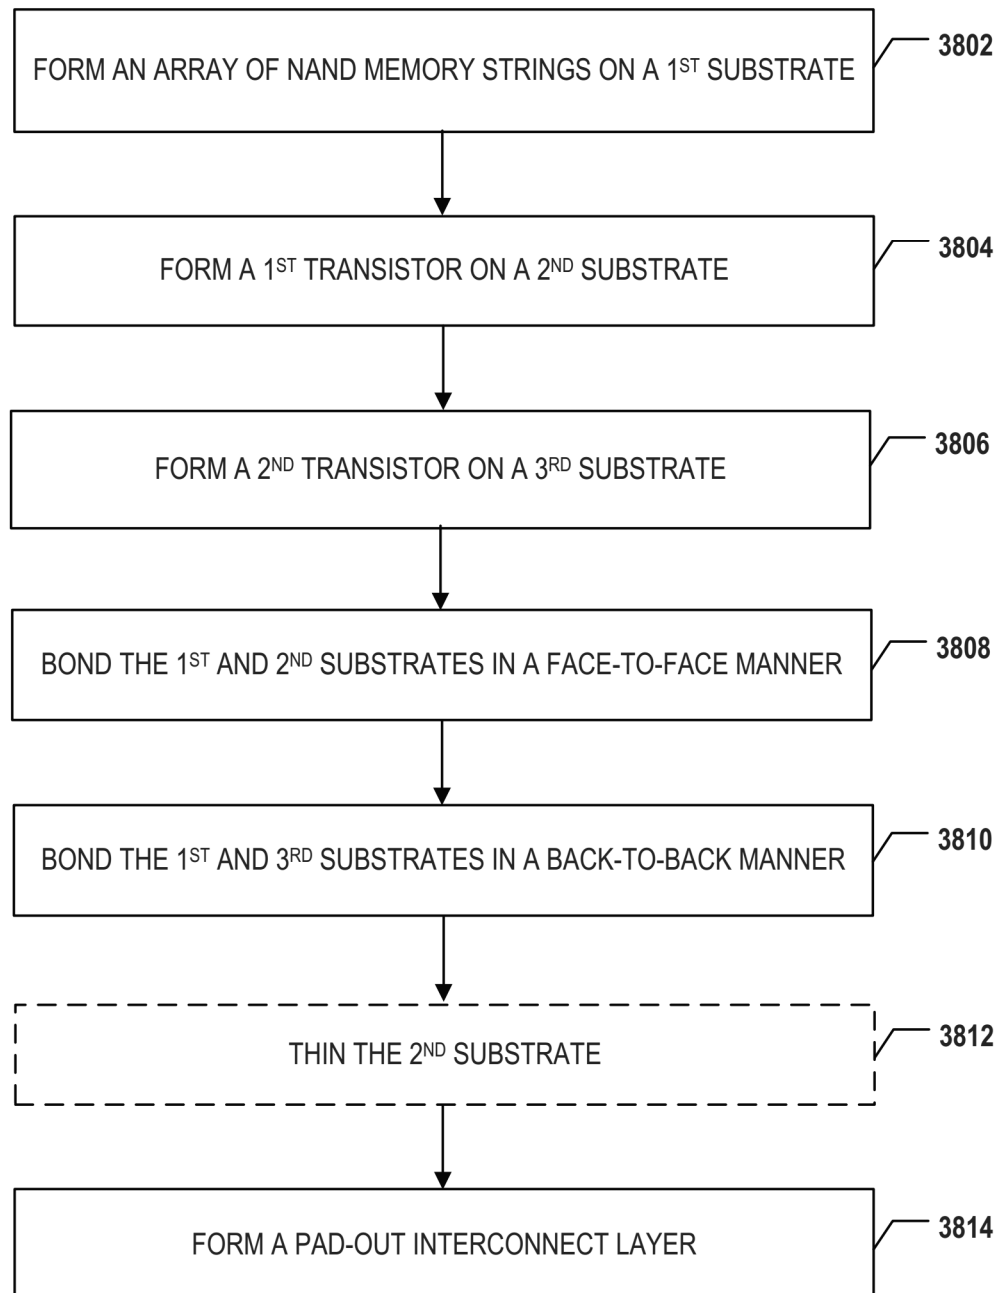 FORM AN ARRAY OF NAND MEMORY STRINGS ON A 1ST SUBSTRATE
3802
FORM A 1ST TRANSISTOR ON A 2ND SUBSTRATE
3804
FORM A 2ND TRANSISTOR ON A 3RD SUBSTRATE
3806
BOND THE 1ST AND 2ND SUBSTRATES IN A FACE-TO-FACE MANNER
3808
BOND THE 1ST AND 3RD SUBSTRATES IN A BACK-TO-BACK MANNER
3810
THIN THE 2ND SUBSTRATE
3812
FORM A PAD-OUT INTERCONNECT LAYER
3814